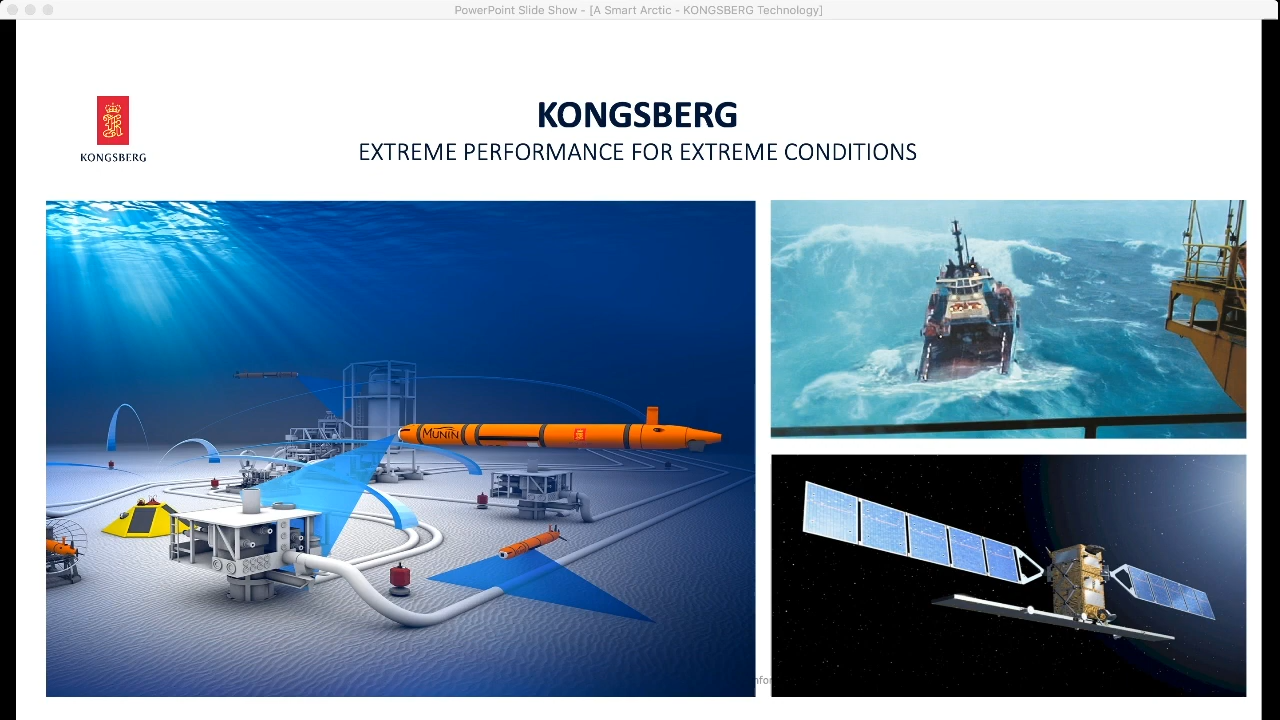 PowerPoint Slide Show - [A Smart Arctic - KONGSBERG Technology]
KONGSBERG
KONGSBERG
EXTREME PERFORMANCE FOR EXTREME CONDITIONS
MUNIN